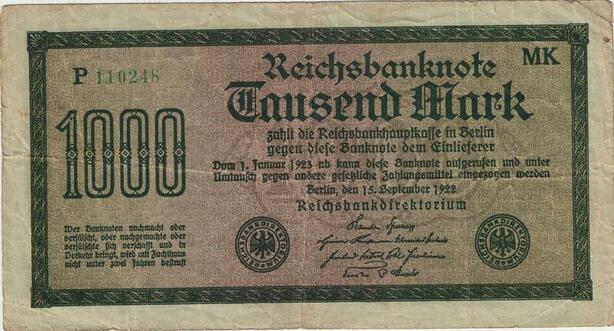 Reichsbanknote
MK
P 110248
Tausend Mark
1000
zahlt die Reichsbankhauptkasse in Berlin
gegen diese Banknote dem Einlieferer
Vom 1. Januar 1923 ab kann diese Banknote aufgerufen und unter
Umtausch gegen andere gesetzliche Zahlungsmittel eingezogen werden
Berlin, den 15. September 1922
Reichsbankdirektorium
Wer Banknoten nachmacht oder
verfälscht, oder nachgemachte oder
verfälschte sich verschafft und in
Verkehr bringt, wird mit Zuchthaus
nicht unter zwei Jahren bestraft
REICHSBANKDIREKTORIUM
REICHSBANKDIREKTORIUM